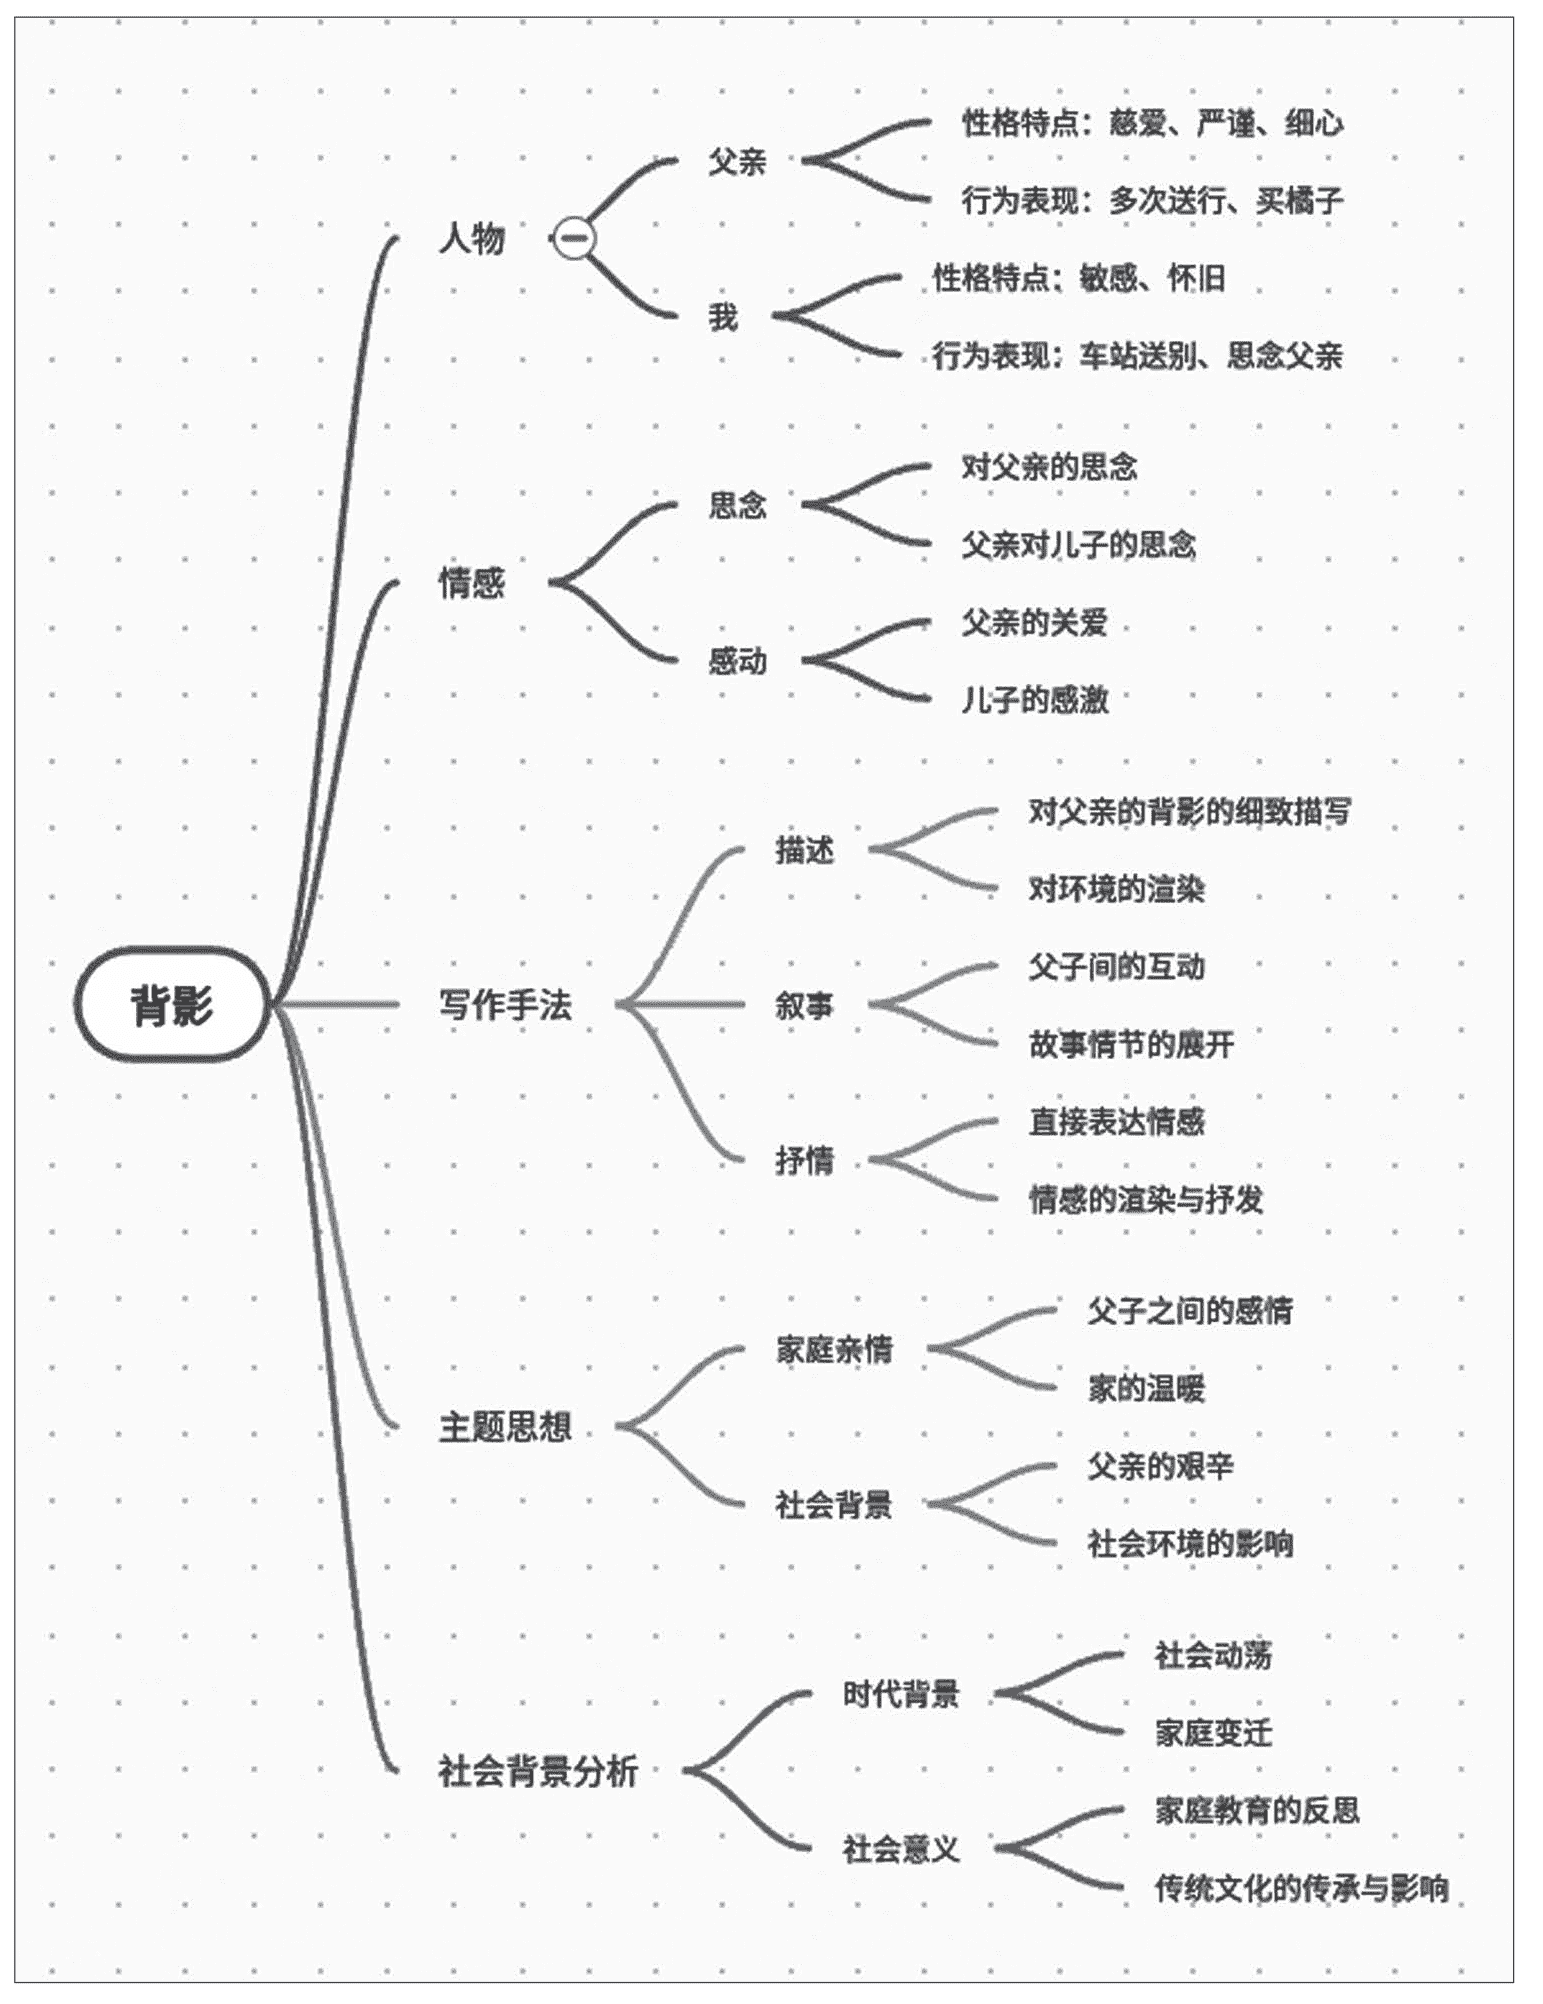 背影
人物
父亲
性格特点：慈爱、严谨、细心
行为表现：多次送行、买橘子
我
性格特点：敏感、怀旧
行为表现：车站送别、思念父亲
情感
思念
对父亲的思念
父亲对儿子的思念
感动
父亲的关爱
儿子的感激
写作手法
描述
对父亲的背影的细致描写
对环境的渲染
叙事
父子间的互动
故事情节的展开
抒情
直接表达情感
情感的渲染与抒发
主题思想
家庭亲情
父子之间的感情
家的温暖
社会背景
父亲的艰辛
社会环境的影响
社会背景分析
时代背景
社会动荡
家庭变迁
社会意义
家庭教育的反思
传统文化的传承与影响